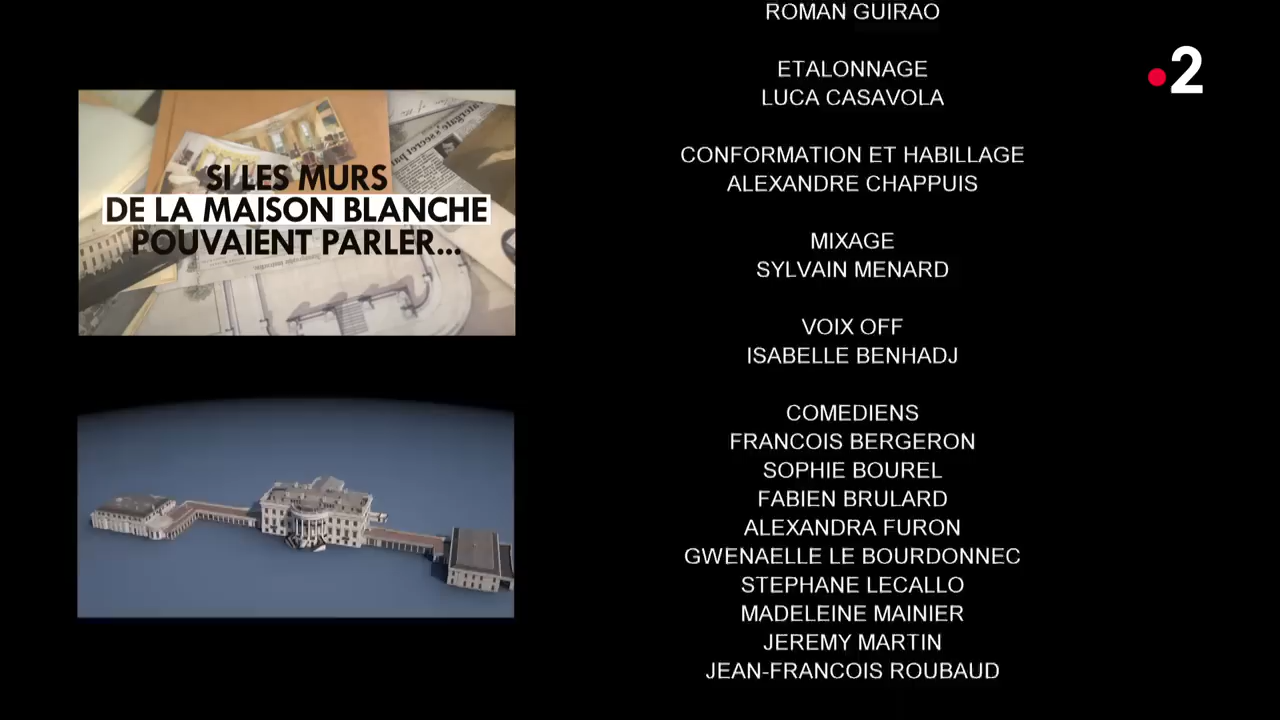 ROMAN GUIRAO
2
ETALONNAGE
LUCA CASAVOLA
SI LES MURS
DE LA MAISON BLANCHE
POUVAIENT PARLER...
CONFORMATION ET HABILLAGE
ALEXANDRE CHAPPUIS
MIXAGE
SYLVAIN MENARD
VOIX OFF
ISABELLE BENHADJ
COMEDIENS
FRANCOIS BERGERON
SOPHIE BOUREL
FABIEN BRULARD
ALEXANDRA FURON
GWENAELLE LE BOURDONNEC
STEPHANE LECALLO
MADELEINE MAINIER
JEREMY MARTIN
JEAN-FRANCOIS ROUBAUD